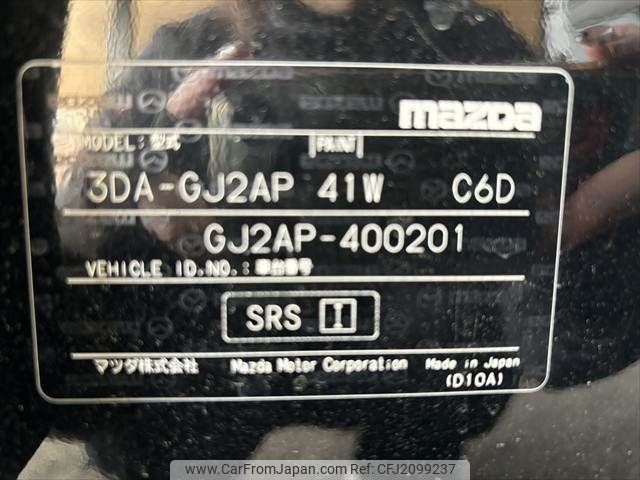 mazda
MODEL:型式 PAINT
3DA-GJ2AP 41W C6D
GJ2AP-400201
VEHICLE ID.NO.:車台番号
SRS I
マツダ株式会社 Mazda Motor Corporation Made in Japan
(D10A)
www.CarFromJapan.com | Ref: CFJ2099237